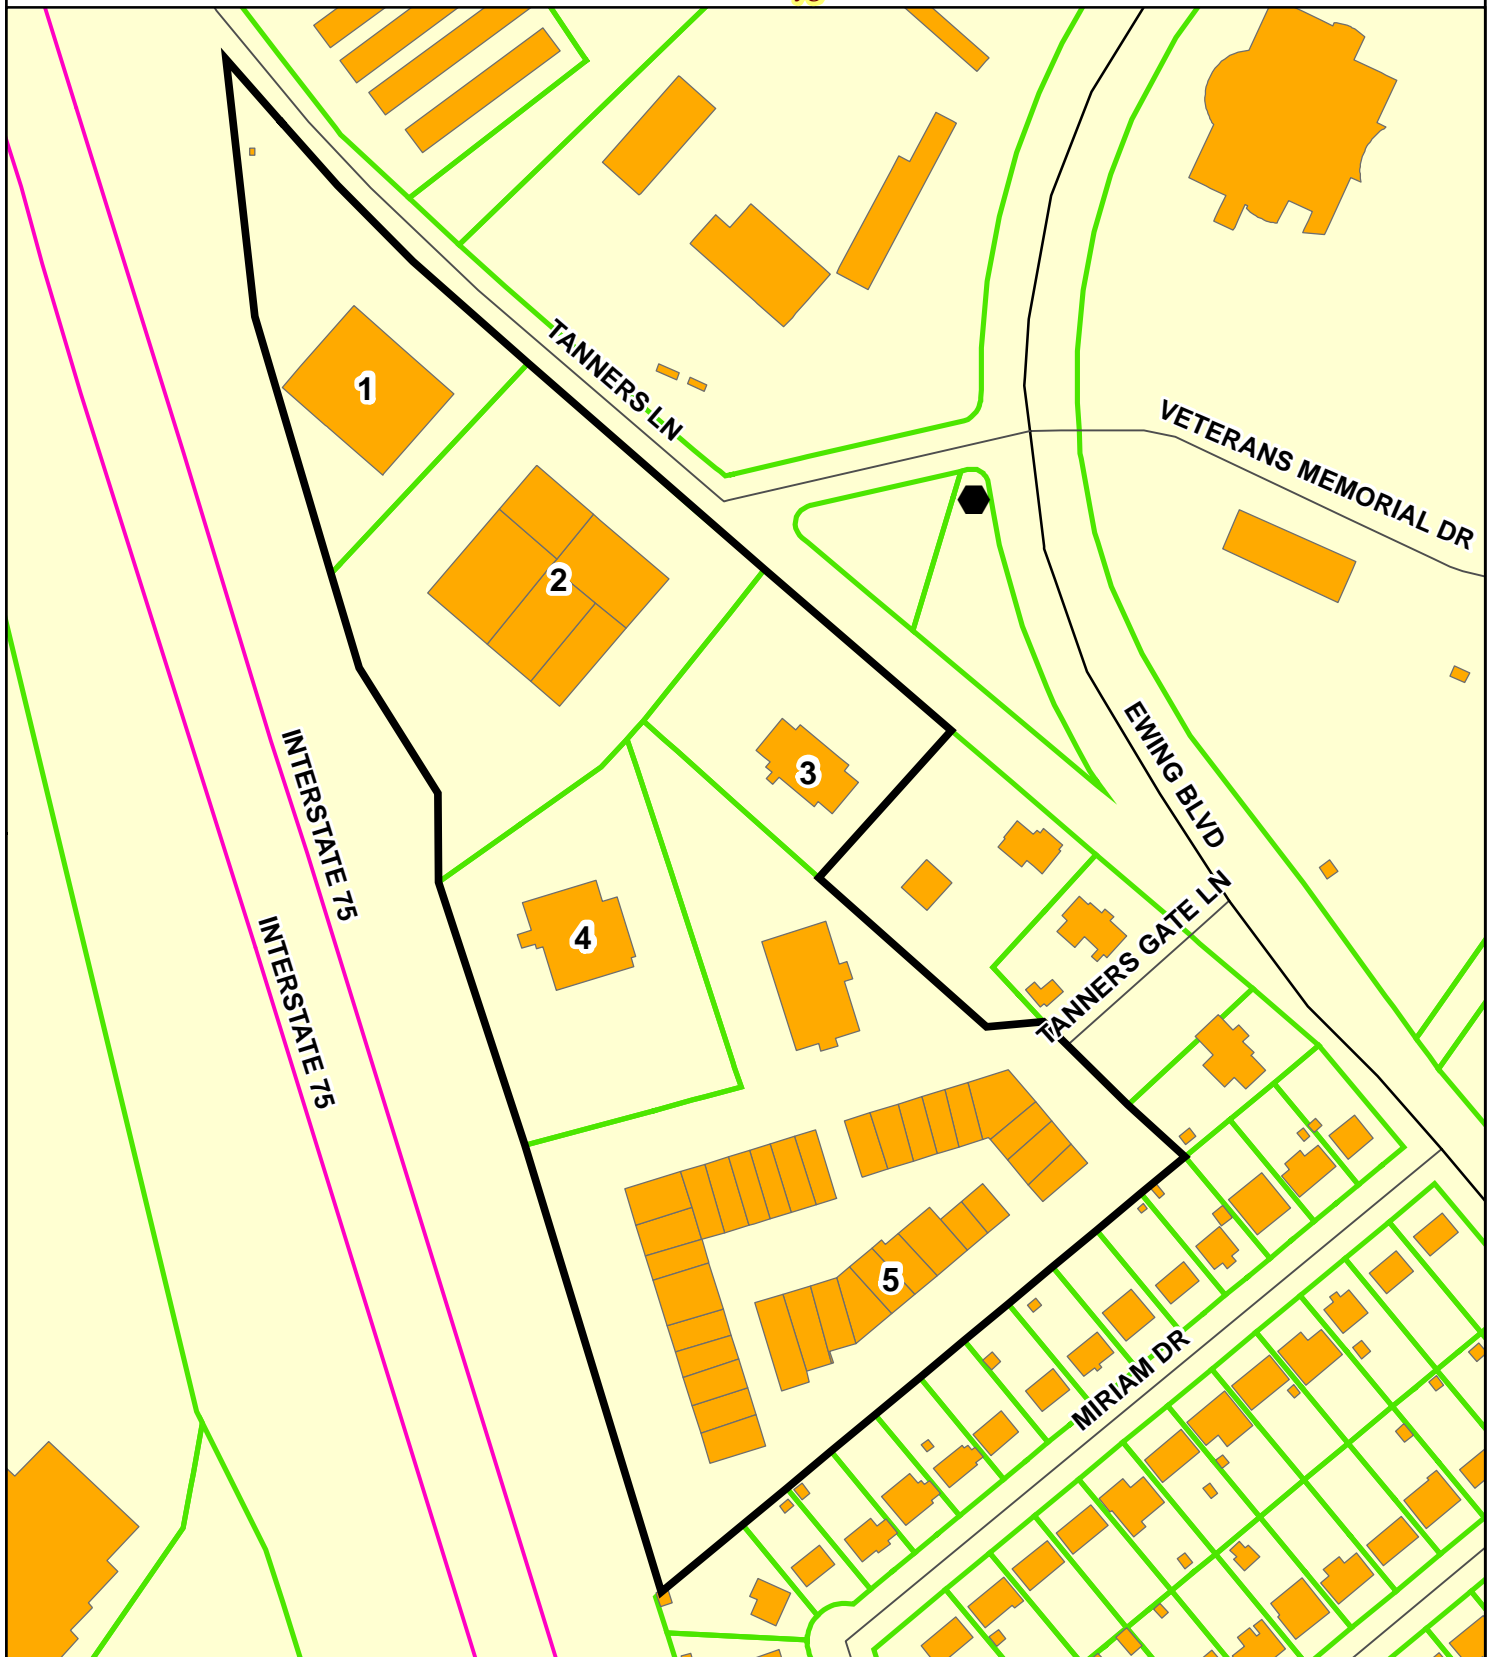 TANNERS LN
1
VETERANS MEMORIAL DR
2
EWING BLVD
3
INTERSTATE 75
TANNERS GATE LN
4
INTERSTATE 75
5
MIRIAM DR